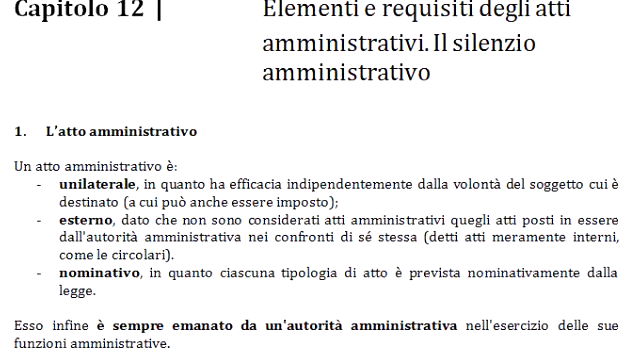 Capitolo 12 | Elementi e requisiti degli atti
amministrativi. Il silenzio
amministrativo
1. L'atto amministrativo
Un atto amministrativo è:
- unilaterale, in quanto ha efficacia indipendentemente dalla volontà del soggetto cui è
destinato (a cui può anche essere imposto);
- esterno, dato che non sono considerati atti amministrativi quegli atti posti in essere
dall'autorità amministrativa nei confronti di sé stessa (detti atti meramente interni,
come le circolari).
- nominativo, in quanto ciascuna tipologia di atto è prevista nominativamente dalla
legge.
Esso infine è sempre emanato da un'autorità amministrativa nell'esercizio delle sue
funzioni amministrative.